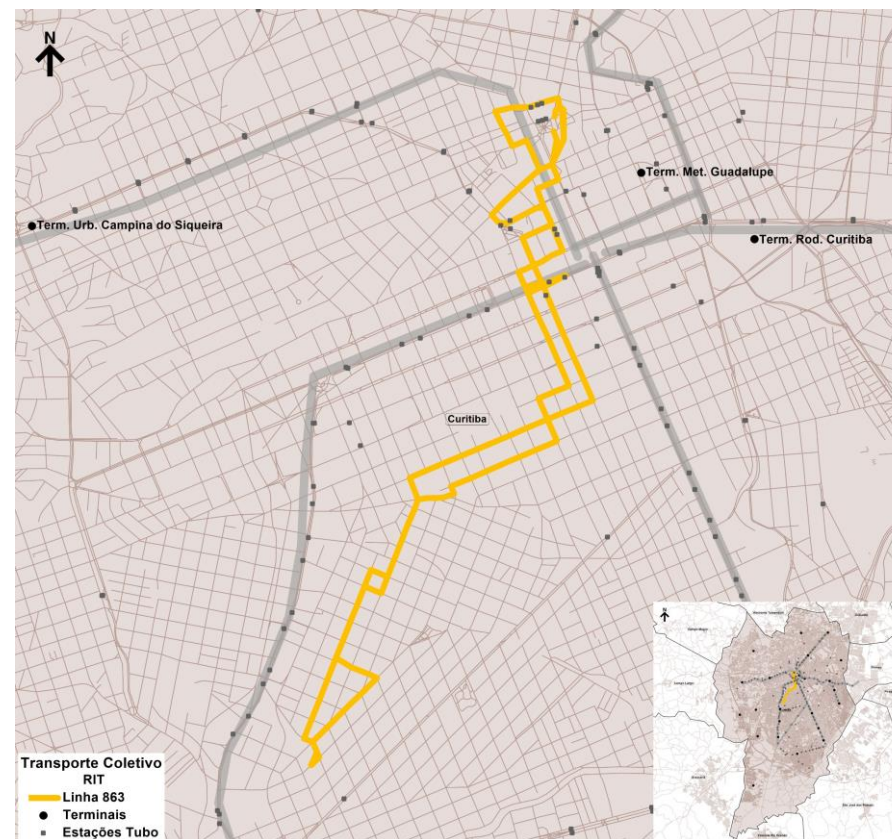 N
Term. Met. Guadalupe
Term. Urb. Campina do Siqueira
Term. Rod. Curitiba
Curitiba
Transporte Coletivo
RIT
Linha 863
Terminais
Estações Tubo
N